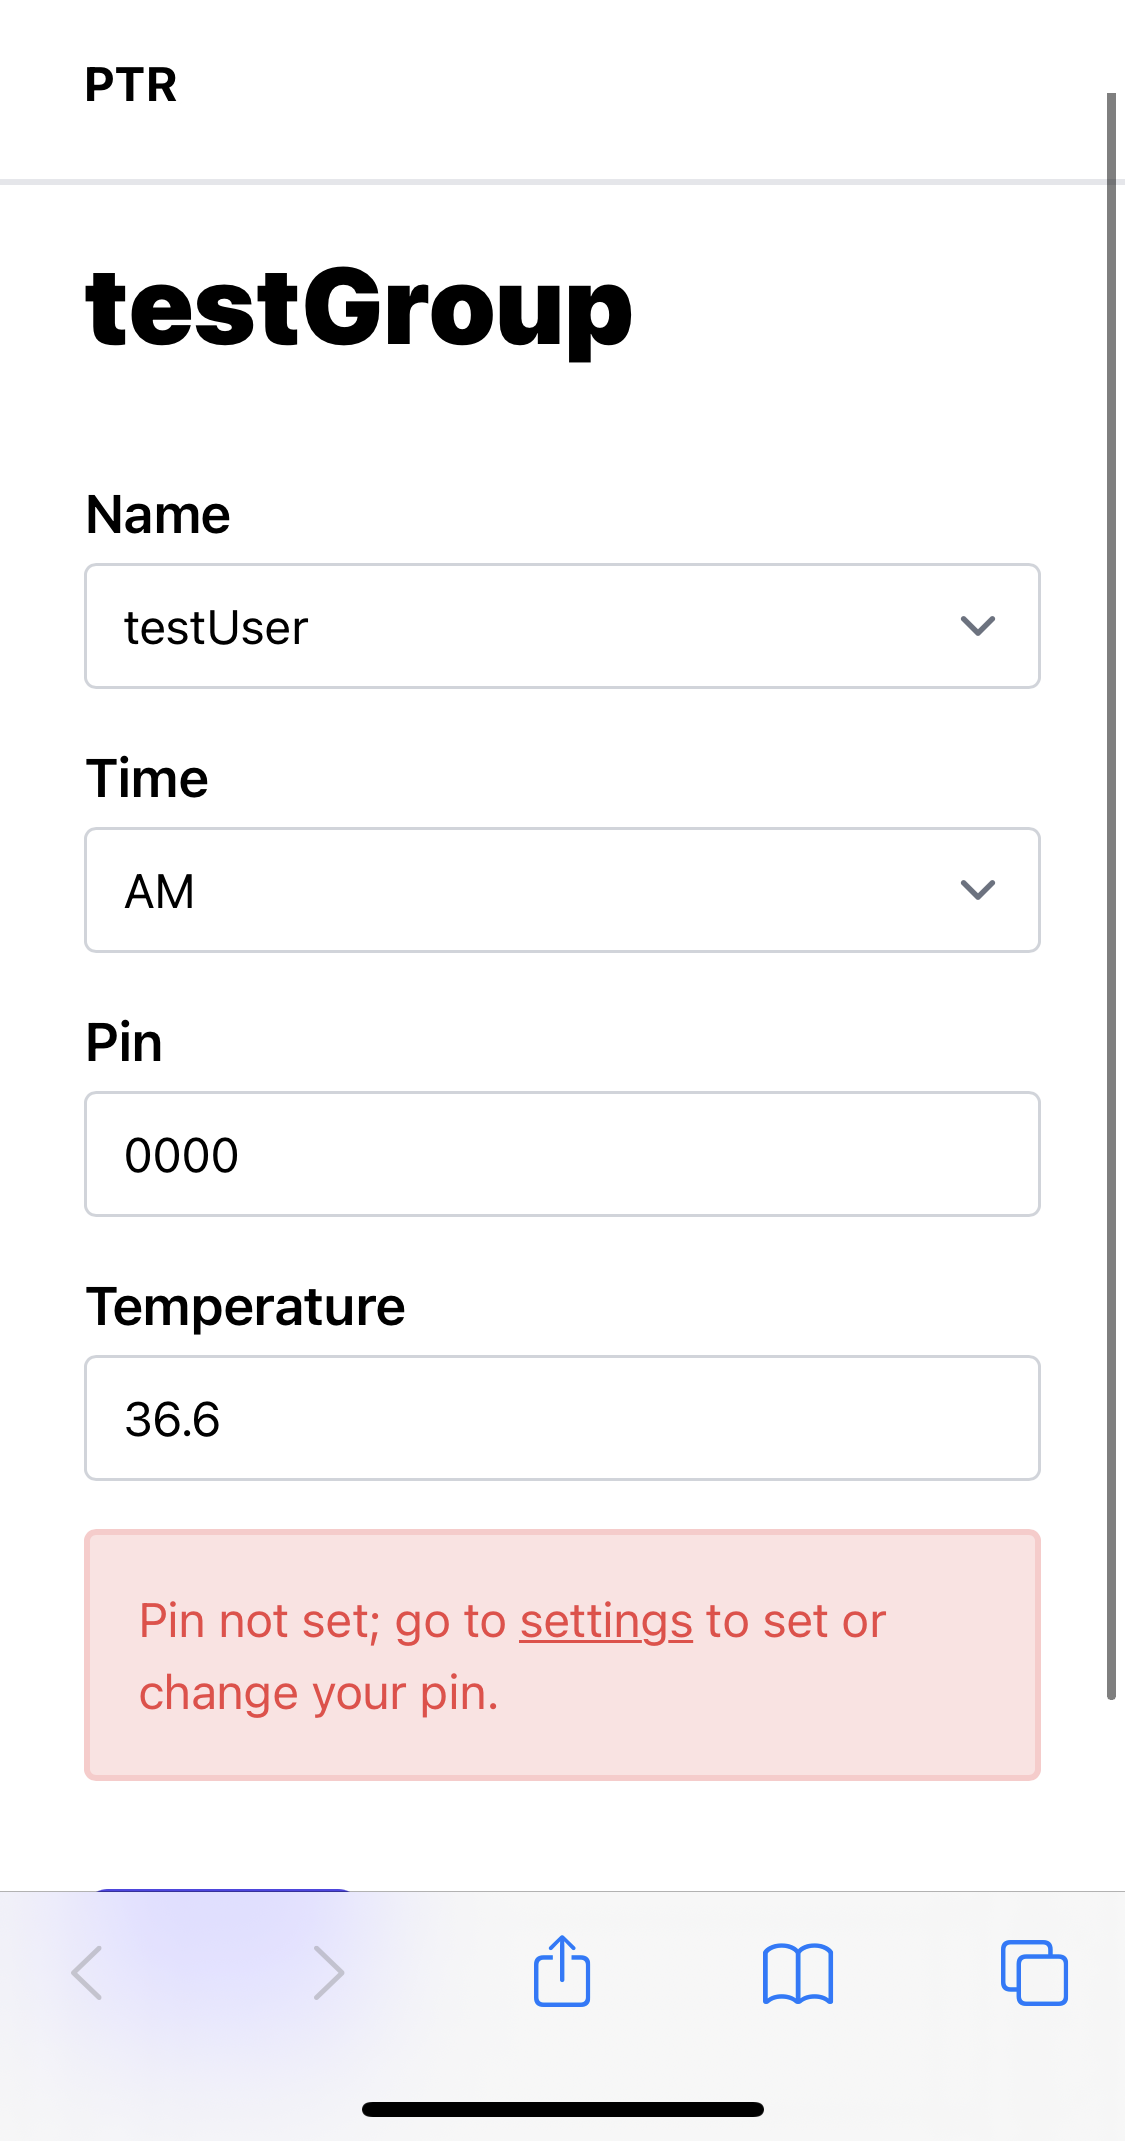 PTR
testGroup
Name
testUser
Time
AM
Pin
0000
Temperature
36.6
Pin not set; go to settings to set or
change your pin.